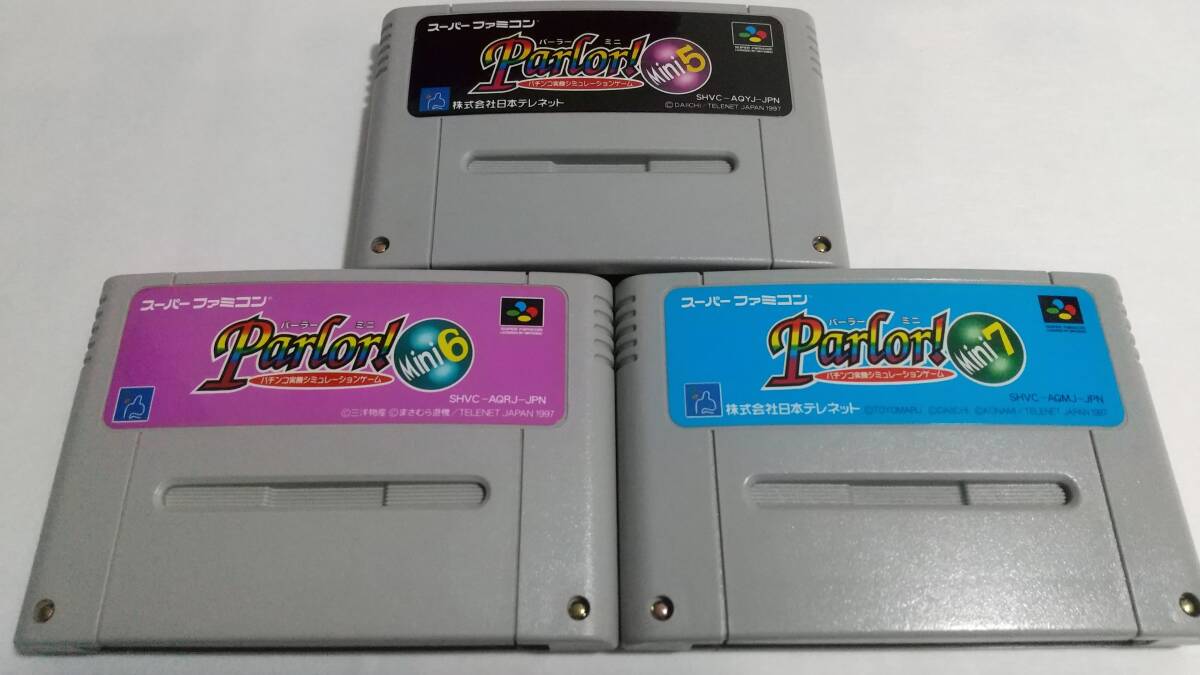 スーパーファミコン
パーラー ミニ
Parlor!
Mini 5
パチンコ実機シミュレーションゲーム
SUPER FAMICOM
SHVC-AQYJ-JPN
株式会社日本テレネット
©DAIICHI/TELENET JAPAN 1997
スーパーファミコン
パーラー ミニ
Parlor!
Mini 6
パチンコ実機シミュレーションゲーム
SUPER FAMICOM
SHVC-AQRJ-JPN
©三洋物産 ©まさむら遊機/TELENET JAPAN 1997
スーパーファミコン
パーラー ミニ
Parlor!
Mini 7
パチンコ実機シミュレーションゲーム
SUPER FAMICOM
SHVC-AQMJ-JPN
株式会社日本テレネット
©TOYOMARU ©DAIICHI ©KONAMI/TELENET JAPAN 1997